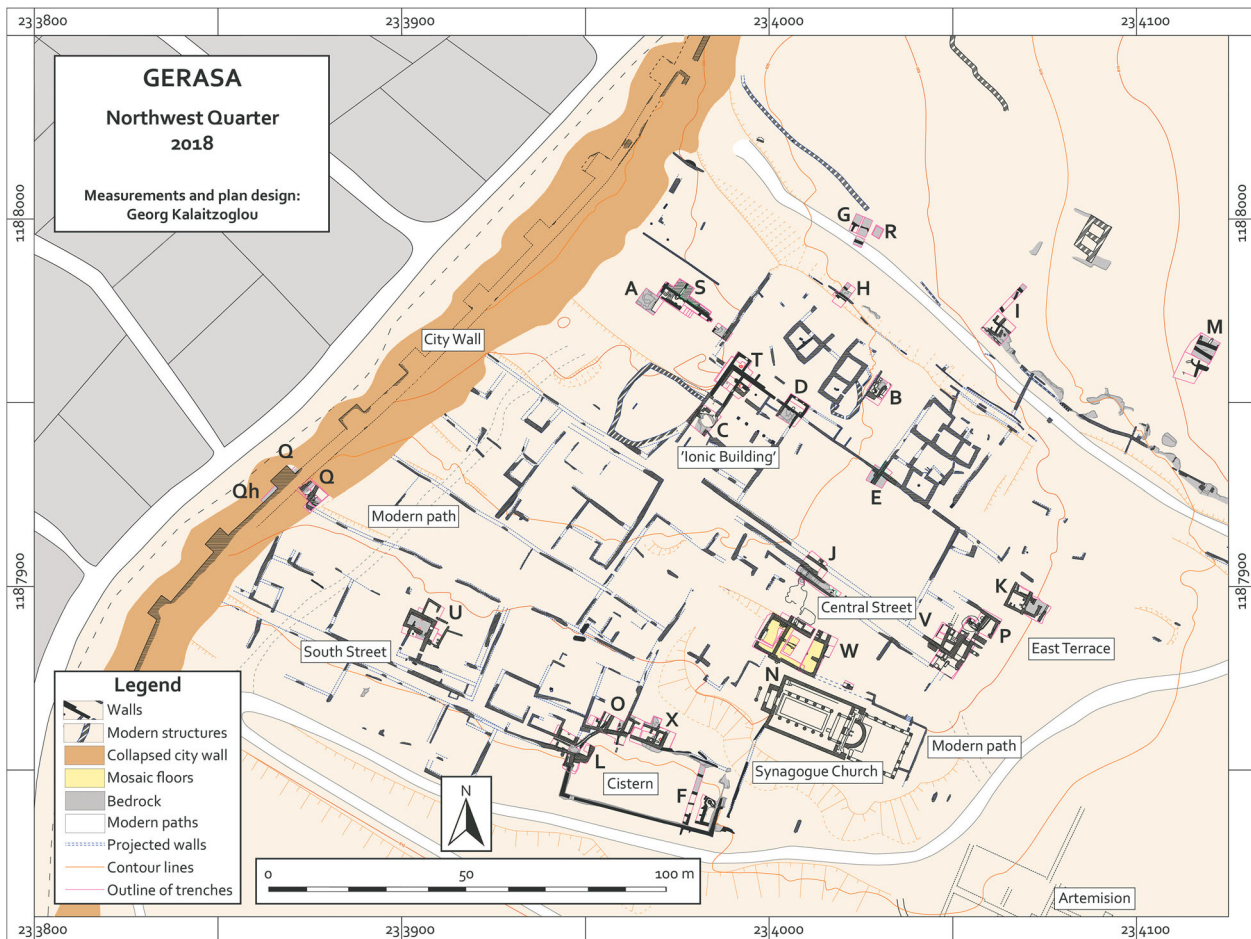 23|3800
23|3900
23|4000
23|4100
GERASA
Northwest Quarter
2018
Measurements and plan design:
Georg Kalaitzoglou
118|8000
118|8000
G
R
A
S
H
I
M
City Wall
T
D
B
C
'Ionic Building'
Q
Qh
Q
E
Modern path
J
118|7900
118|7900
K
Central Street
U
V
P
W
East Terrace
South Street
N
Legend
Walls
Modern structures
Collapsed city wall
Mosaic floors
Bedrock
Modern paths
Projected walls
Contour lines
Outline of trenches
O
X
Modern path
L
Synagogue Church
Cistern
F
N
0
50
100 m
Artemision
23|3800
23|3900
23|4000
23|4100